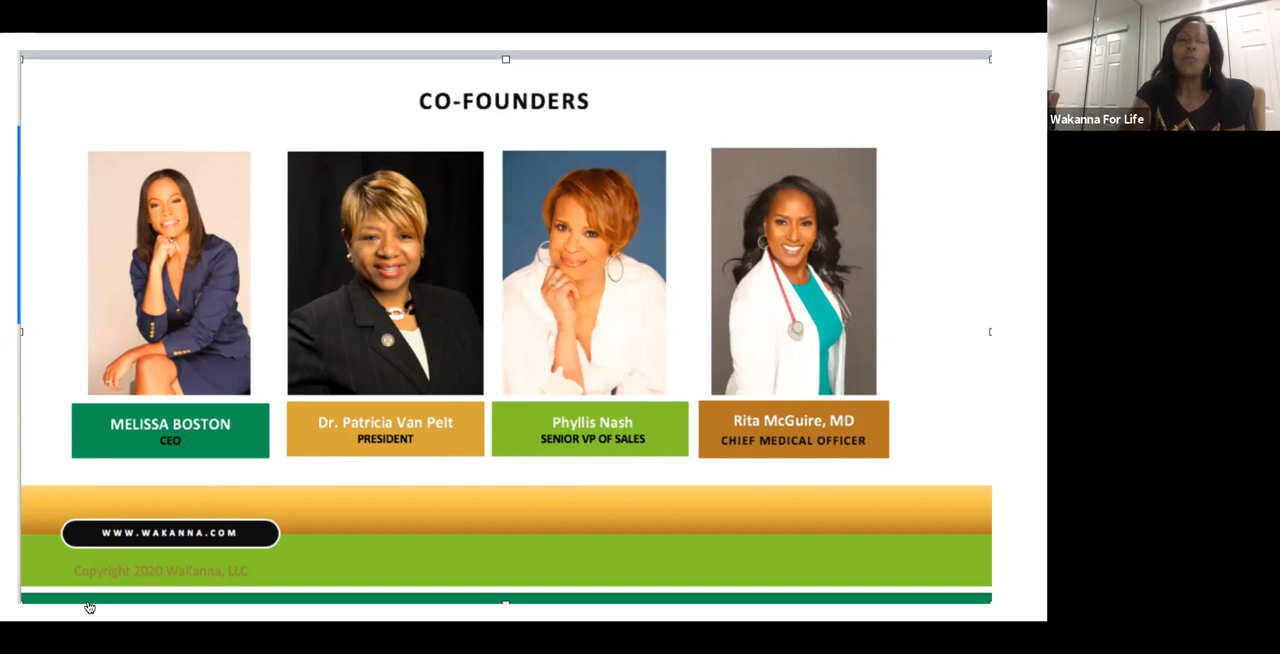 CO-FOUNDERS
MELISSA BOSTON
CEO
Dr. Patricia Van Pelt
PRESIDENT
Phyllis Nash
SENIOR VP OF SALES
Rita McGuire, MD
CHIEF MEDICAL OFFICER
WWW.WAKANNA.COM
Copyright 2020 WaKanna, LLC
Wakanna For Life